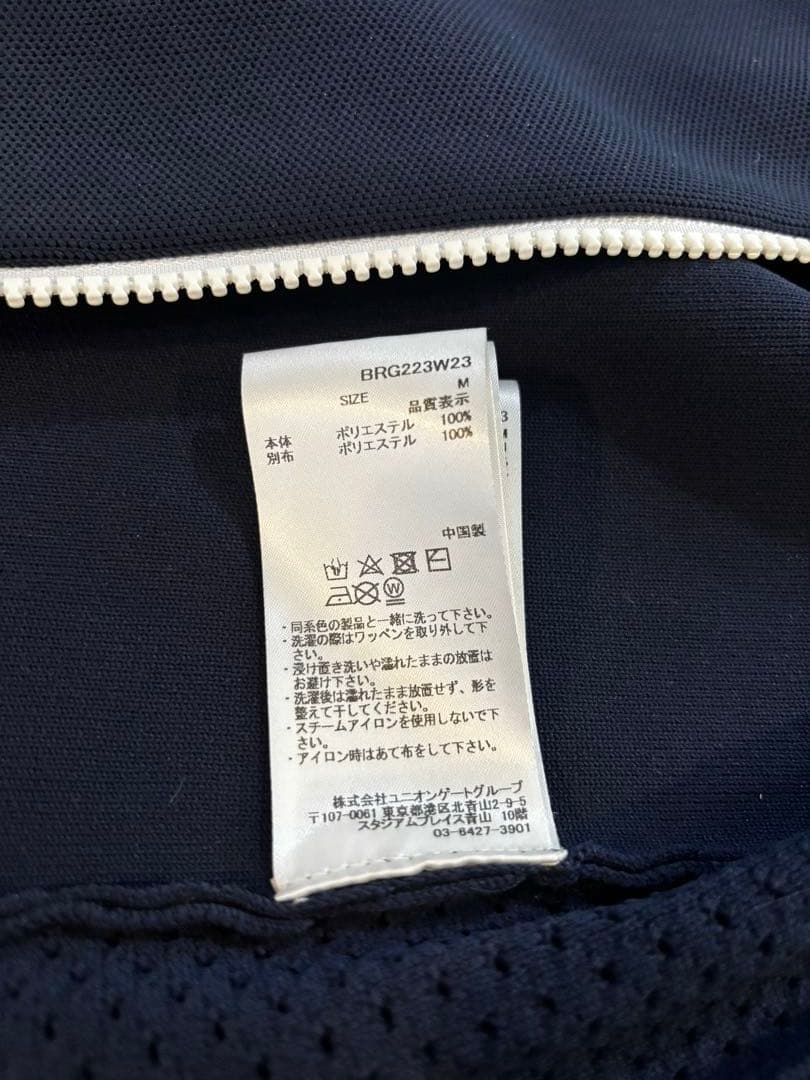 BRG223W23
SIZE M
品質表示
本体 ポリエステル 100%
別布 ポリエステル 100%
中国製
・同系色の製品と一緒に洗って下さい。
・洗濯の際はワッペンを取り外して下
さい。
・浸け置き洗いや濡れたままの放置は
お避け下さい。
・洗濯後は濡れたまま放置せず、形を
整えて干してください。
・スチームアイロンを使用しないで下
さい。
・アイロン時はあて布をして下さい。
株式会社ユニオンゲートグループ
〒107-0061 東京都港区北青山2-9-5
スタジアムプレイス青山 10階
03-6427-3901